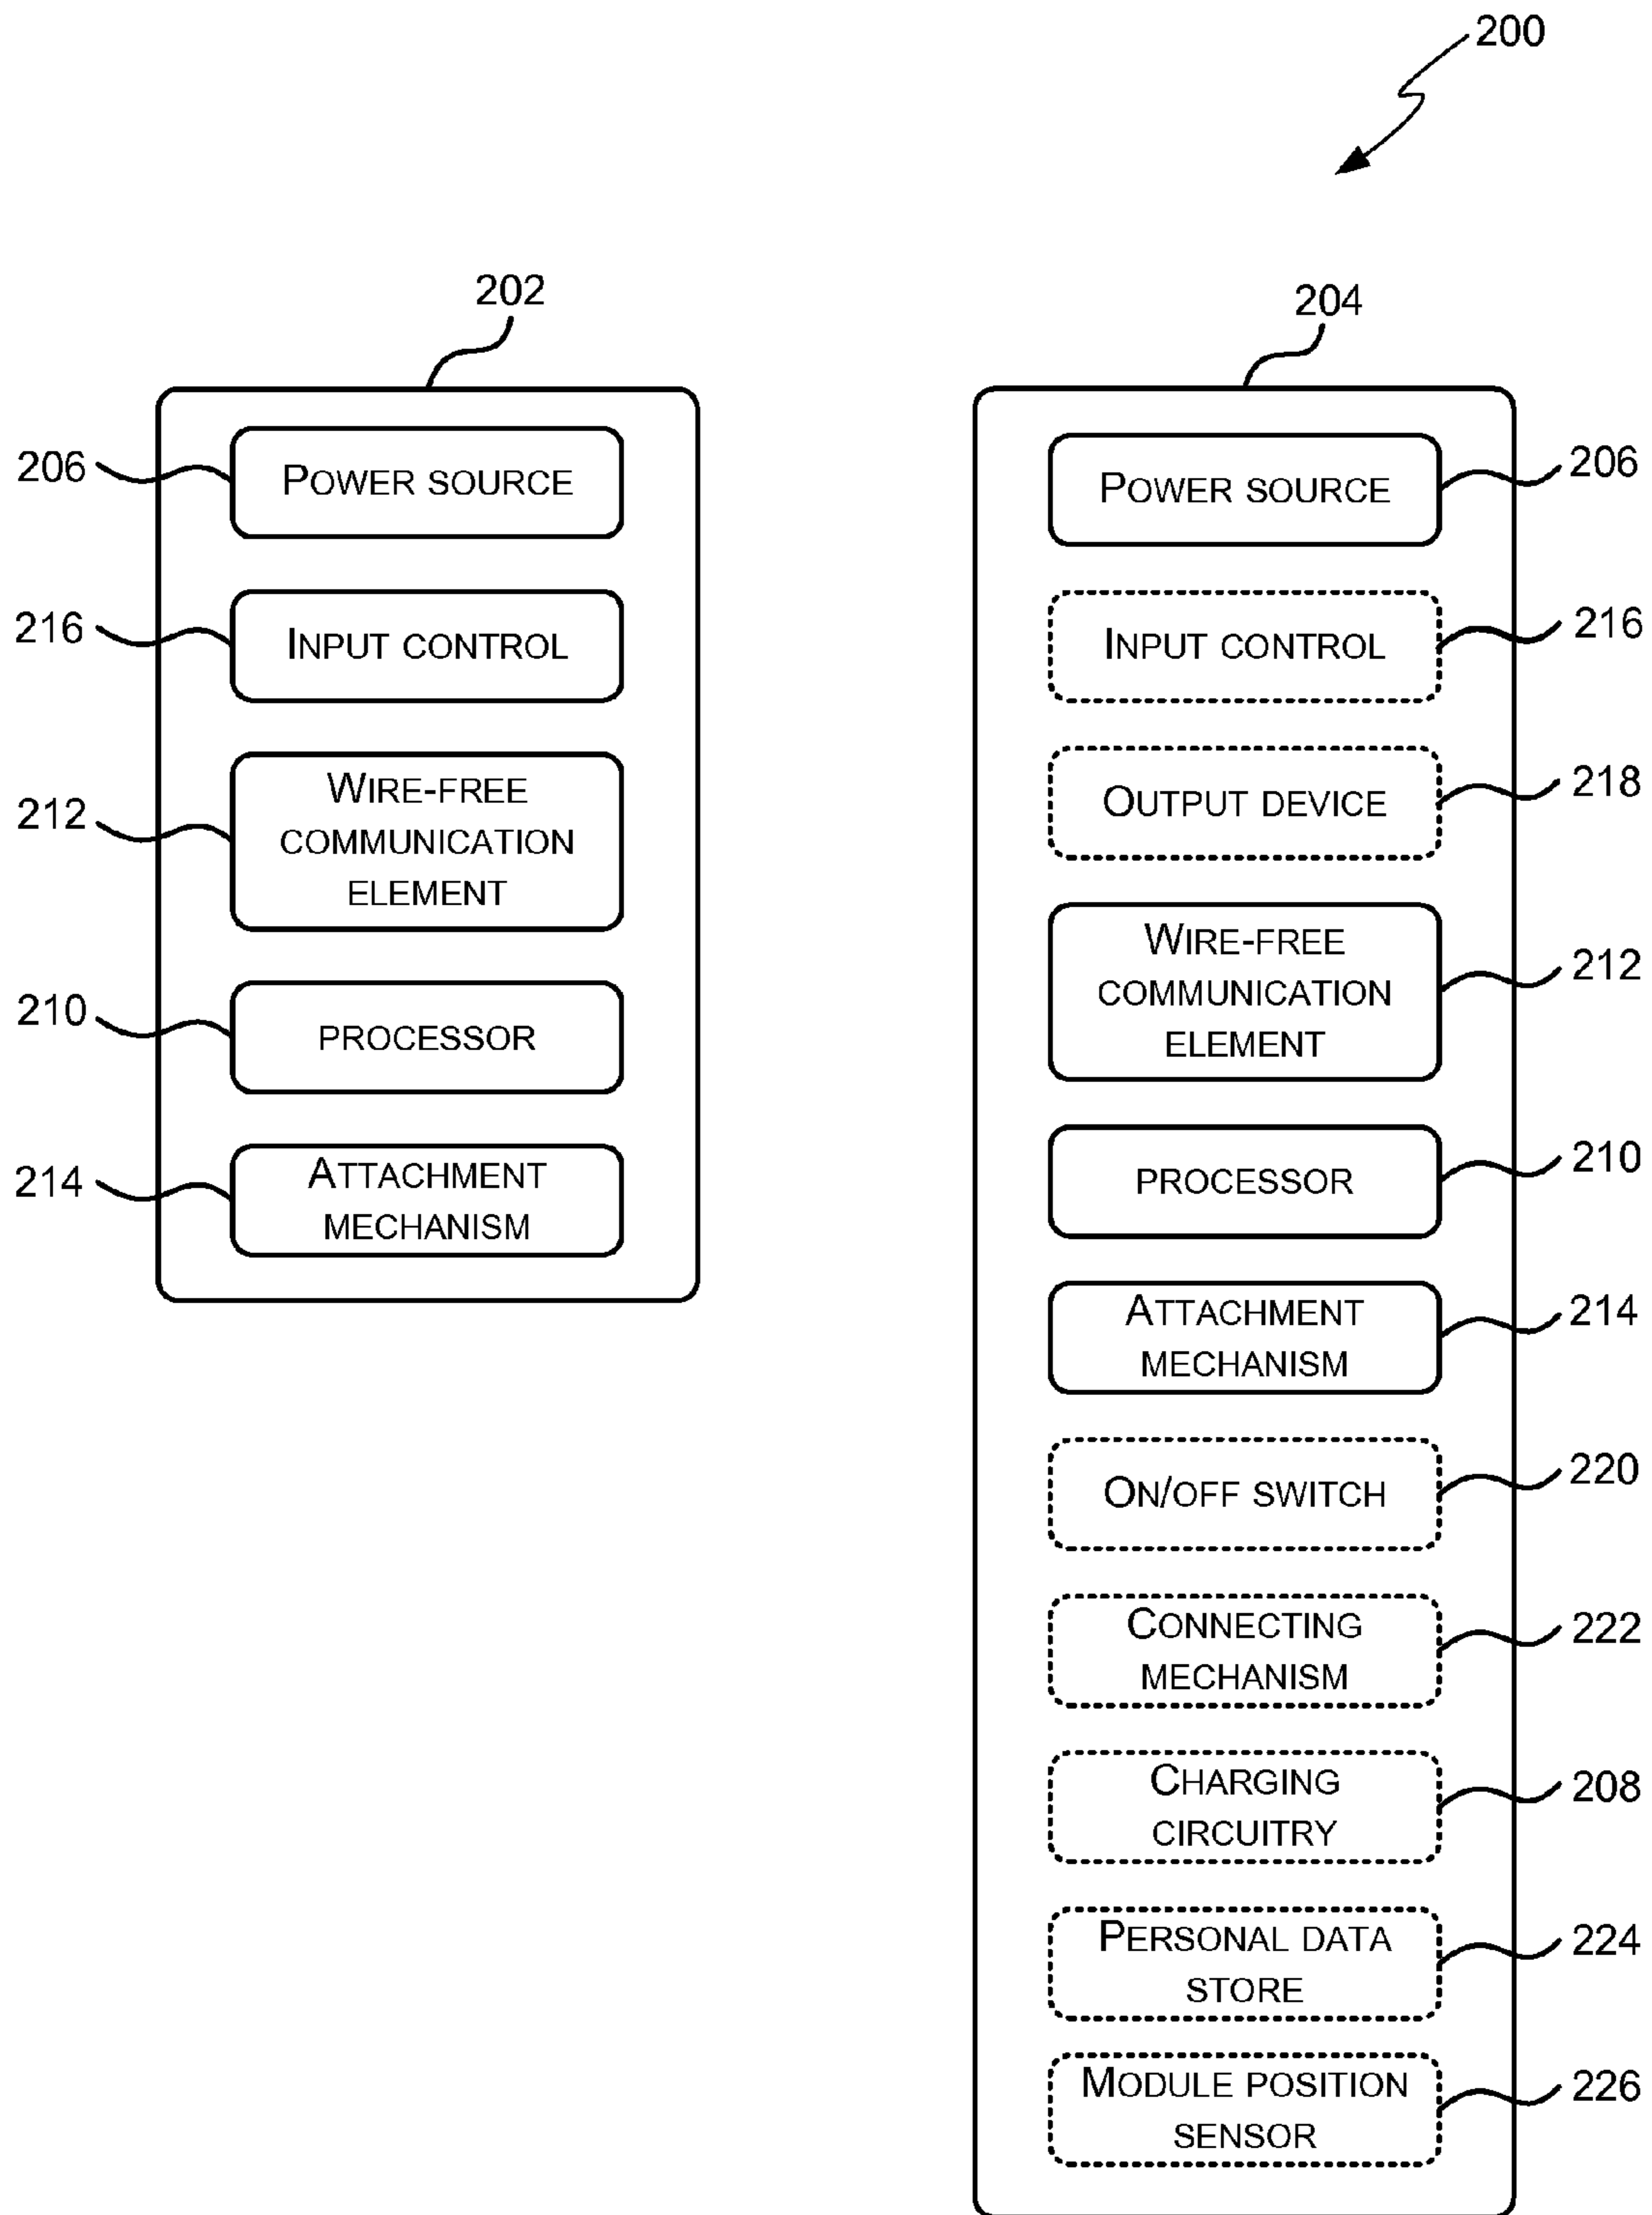 200
202
206
POWER SOURCE
216
INPUT CONTROL
212
WIRE-FREE
COMMUNICATION
ELEMENT
210
PROCESSOR
214
ATTACHMENT
MECHANISM
204
POWER SOURCE
206
INPUT CONTROL
216
OUTPUT DEVICE
218
WIRE-FREE
COMMUNICATION
ELEMENT
212
PROCESSOR
210
ATTACHMENT
MECHANISM
214
ON/OFF SWITCH
220
CONNECTING
MECHANISM
222
CHARGING
CIRCUITRY
208
PERSONAL DATA
STORE
224
MODULE POSITION
SENSOR
226